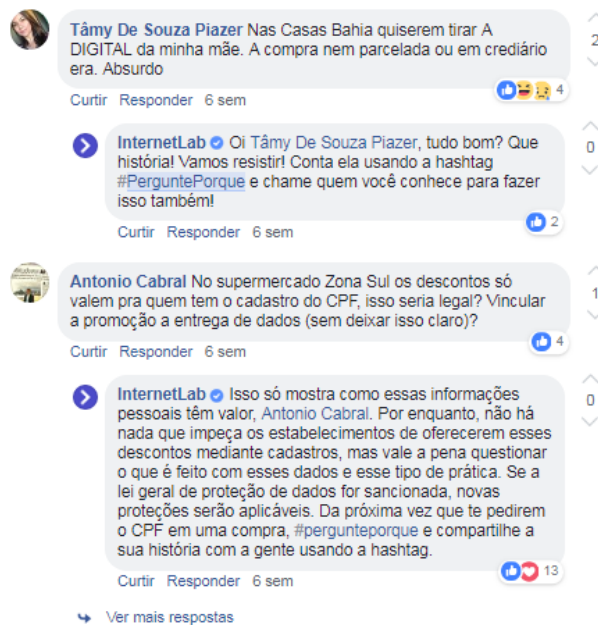 Tâmy De Souza Piazer Nas Casas Bahia quiserem tirar A
DIGITAL da minha mãe. A compra nem parcelada ou em crediário
era. Absurdo
4
2
Curtir Responder 6 sem
InternetLab Oi Tâmy De Souza Piazer, tudo bom? Que
história! Vamos resistir! Conta ela usando a hashtag
#PerguntePorque e chame quem você conhece para fazer
isso também!
2
0
Curtir Responder 6 sem
Antonio Cabral No supermercado Zona Sul os descontos só
valem pra quem tem o cadastro do CPF, isso seria legal? Vincular
a promoção a entrega de dados (sem deixar isso claro)?
4
1
Curtir Responder 6 sem
InternetLab Isso só mostra como essas informações
pessoais têm valor, Antonio Cabral. Por enquanto, não há
nada que impeça os estabelecimentos de oferecerem esses
descontos mediante cadastros, mas vale a pena questionar
o que é feito com esses dados e esse tipo de prática. Se a
lei geral de proteção de dados for sancionada, novas
proteções serão aplicáveis. Da próxima vez que te pedirem
o CPF em uma compra, #pergunteporque e compartilhe a
sua história com a gente usando a hashtag.
13
0
Curtir Responder 6 sem
Ver mais respostas